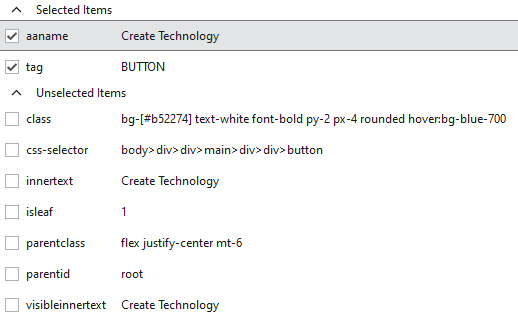 Selected Items
aaname Create Technology
tag BUTTON
Unselected Items
class bg-[#b52274] text-white font-bold py-2 px-4 rounded hover:bg-blue-700
css-selector body>div>div>main>div>div>button
innertext Create Technology
isleaf 1
parentclass flex justify-center mt-6
parentid root
visibleinnertext Create Technology